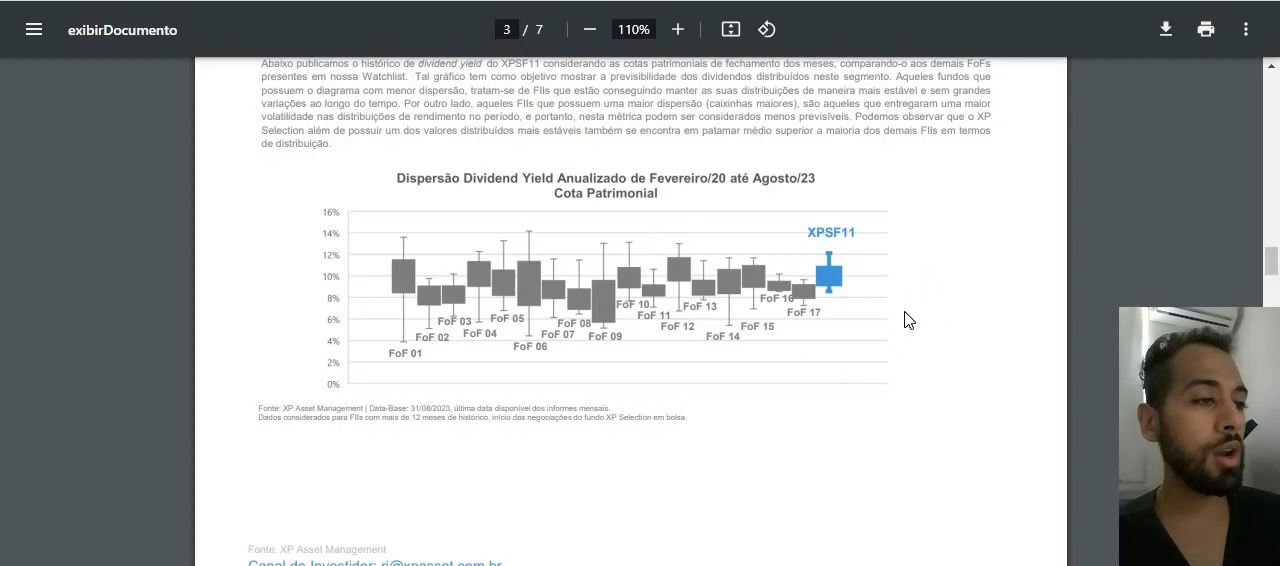 exibirDocumento
3 / 7
110%
Abaixo publicamos o histórico de dividend yield do XPSF11 considerando as cotas patrimoniais de fechamento dos meses, comparando-o aos demais FoFs
presentes em nossa Watchlist. Tal gráfico tem como objetivo mostrar a previsibilidade dos dividendos distribuídos neste segmento. Aqueles fundos que
possuem o diagrama com menor dispersão, tratam-se de FIIs que estão conseguindo manter as suas distribuições de maneira mais estável e sem grandes
variações ao longo do tempo. Por outro lado, aqueles FIIs que possuem uma maior dispersão (caixinhas maiores), são aqueles que entregaram uma maior
volatilidade nas distribuições de rendimento no período, e portanto, nesta métrica podem ser considerados menos previsíveis. Podemos observar que o XP
Selection além de possuir um dos valores distribuídos mais estáveis também se encontra em patamar médio superior a maioria dos demais FIIs em termos
de distribuição.
Dispersão Dividend Yield Anualizado de Fevereiro/20 até Agosto/23
Cota Patrimonial
16%
14%
12%
10%
8%
6%
4%
2%
0%
FoF 01
FoF 02
FoF 03
FoF 04
FoF 05
FoF 06
FoF 07
FoF 08
FoF 09
FoF 10
FoF 11
FoF 12
FoF 13
FoF 14
FoF 15
FoF 16
FoF 17
XPSF11
Fonte: XP Asset Management | Data-Base: 31/08/2023, última data disponível dos informes mensais.
Dados considerados para FIIs com mais de 12 meses de histórico, início das negociações do fundo XP Selection em bolsa.
Fonte: XP Asset Management
Canal do Investidor: ri@xpasset.com.br